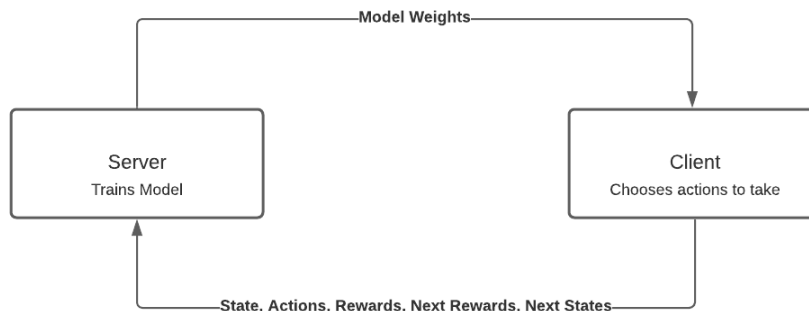 Model Weights
Server
Trains Model
Client
Chooses actions to take
State, Actions, Rewards, Next Rewards, Next States